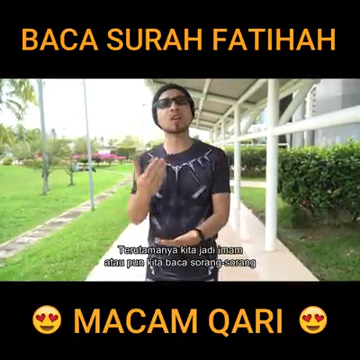 BACA SURAH FATIHAH
Terutamanya kita jadi imam
atau pun kita baca sorang-sorang
😍 MACAM QARI 😍